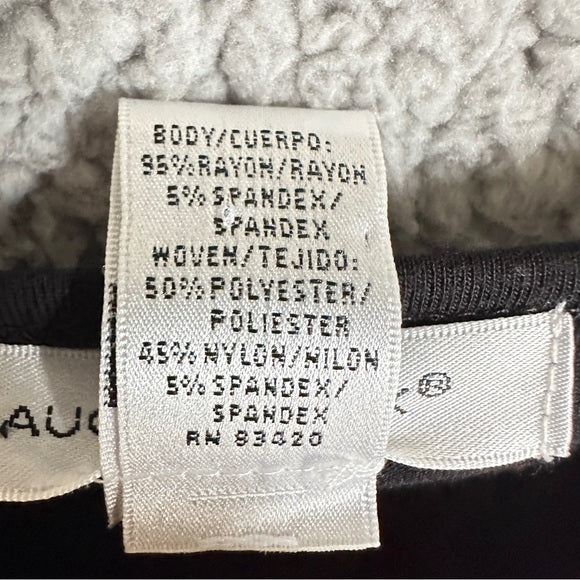 BODY/CUERPO:
95% RAYON/RAYON
5% SPANDEX/
SPANDEX
WOVEN/TEJIDO:
50% POLYESTER/
POLIESTER
45% NYLON/NILON
5% SPANDEX/
SPANDEX
RN 83420
®